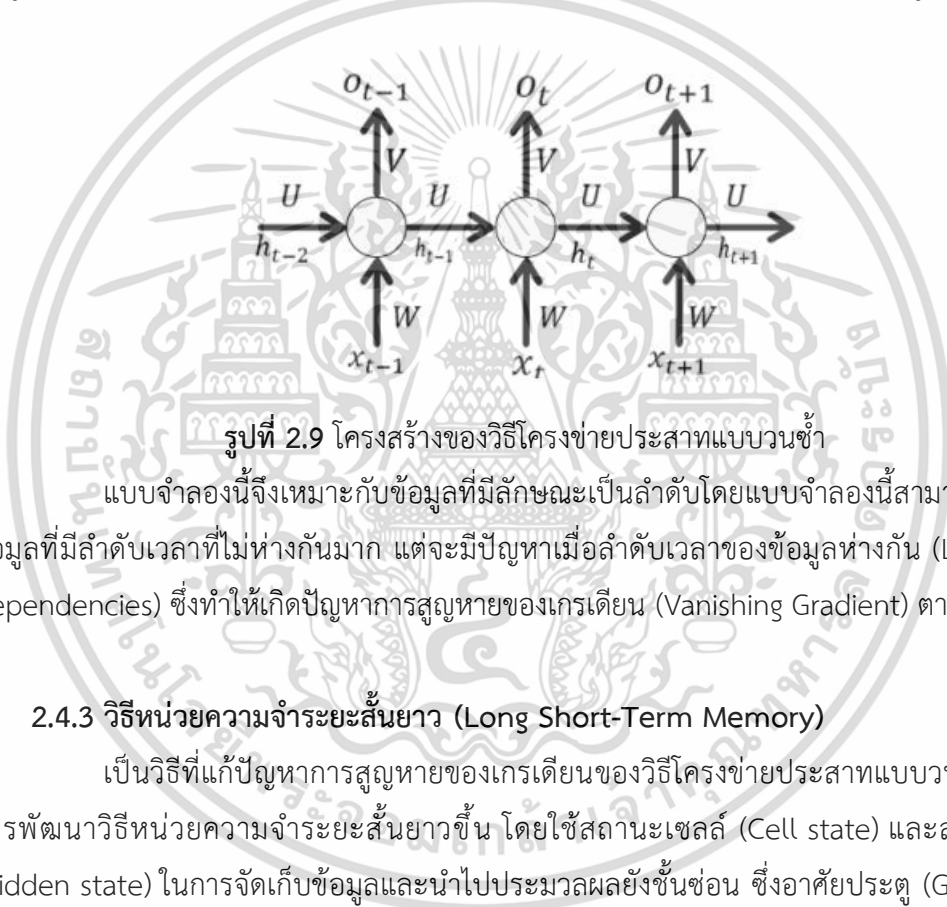 O_{t-1} O_t O_{t+1}
V V V
U U U U
h_{t-2} h_{t-1} h_t h_{t+1}
W W W
x_{t-1} x_t x_{t+1}
รูปที่ 2.9 โครงสร้างของวิธีโครงข่ายประสาทแบบวนซ้ำ
แบบจำลองนี้จึงเหมาะกับข้อมูลที่มีลักษณะเป็นลำดับโดยแบบจำลองนี้สามา
อมูลที่มีลำดับเวลาที่ไม่ห่างกันมาก แต่จะมีปัญหาเมื่อลำดับเวลาของข้อมูลห่างกัน (L
ependencies) ซึ่งทำให้เกิดปัญหาการสูญหายของเกรเดียน (Vanishing Gradient) ตา
2.4.3 วิธีหน่วยความจำระยะสั้นยาว (Long Short-Term Memory)
เป็นวิธีที่แก้ปัญหาการสูญหายของเกรเดียนของวิธีโครงข่ายประสาทแบบวน
รพัฒนาวิธีหน่วยความจำระยะสั้นยาวขึ้น โดยใช้สถานะเซลล์ (Cell state) และส
idden state) ในการจัดเก็บข้อมูลและนำไปประมวลผลยังชั้นซ่อน ซึ่งอาศัยประตู (G